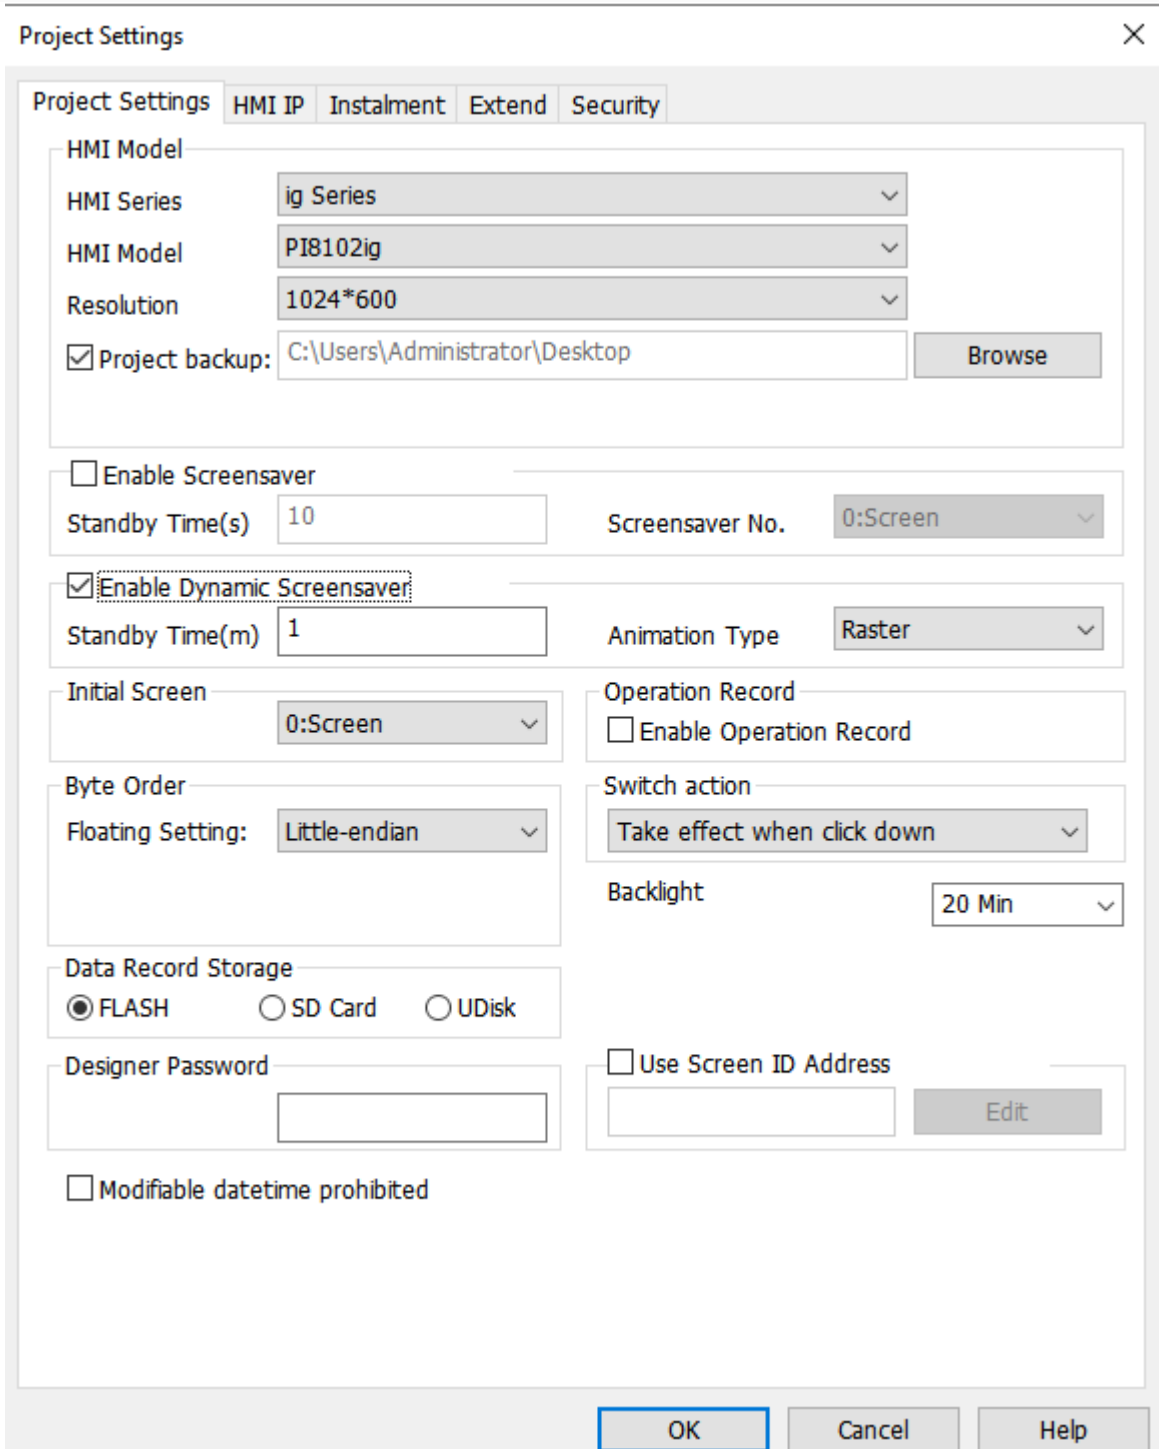 Project Settings
Project Settings HMI IP Instalment Extend Security
HMI Model
HMI Series ig Series
HMI Model PI8102ig
Resolution 1024*600
Project backup: C:\Users\Administrator\Desktop Browse
Enable Screensaver
Standby Time(s) 10 Screensaver No. 0:Screen
Enable Dynamic Screensaver
Standby Time(m) 1 Animation Type Raster
Initial Screen Operation Record
0:Screen Enable Operation Record
Byte Order Switch action
Floating Setting: Little-endian Take effect when click down
Backlight 20 Min
Data Record Storage
FLASH SD Card UDisk
Designer Password Use Screen ID Address
Edit
Modifiable datetime prohibited
OK Cancel Help